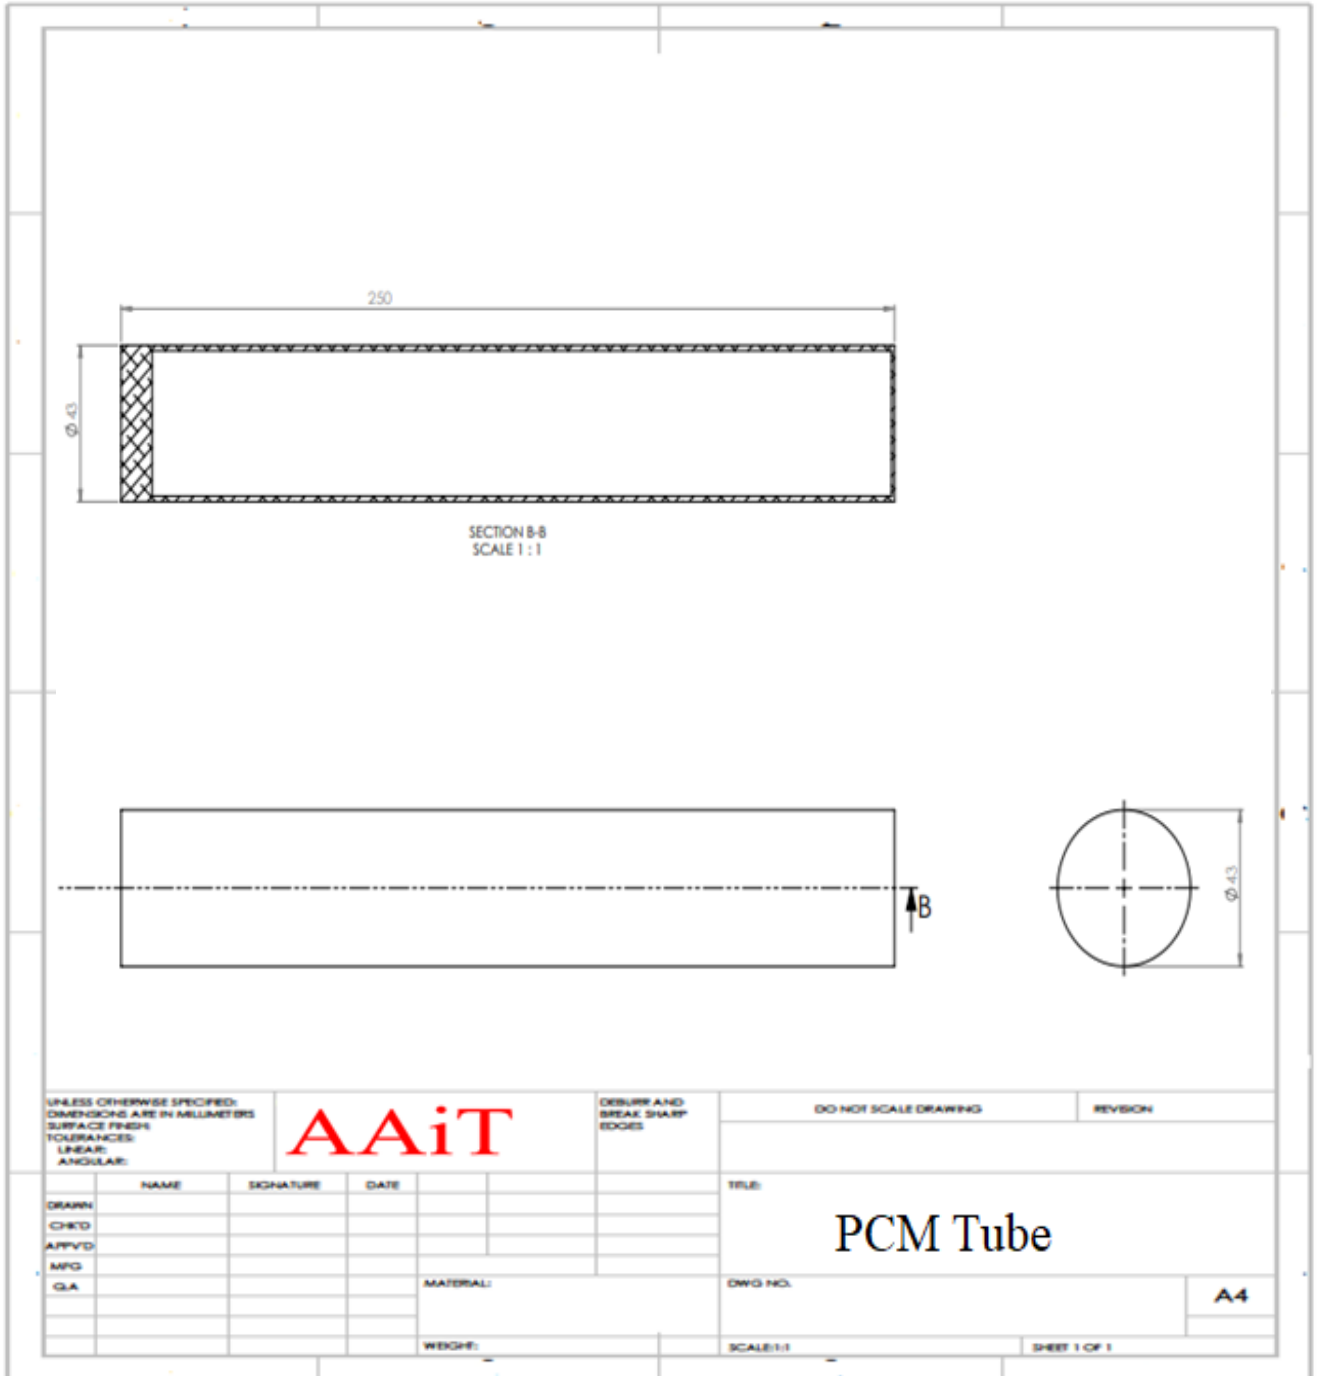 250
Ø 43
SECTION B-B
SCALE 1 : 1
B
Ø 43
UNLESS OTHERWISE SPECIFIED:
DIMENSIONS ARE IN MILLIMETERS
SURFACE FINISH:
TOLERANCES:
LINEAR:
ANGULAR:
AAiT
DEBURR AND
BREAK SHARP
EDGES
DO NOT SCALE DRAWING
REVISION
NAME
SIGNATURE
DATE
TITLE:
DRAWN
CHK'D
APPV'D
MFG
Q.A
PCM Tube
MATERIAL:
DWG NO.
A4
WEIGHT:
SCALE:1:1
SHEET 1 OF 1